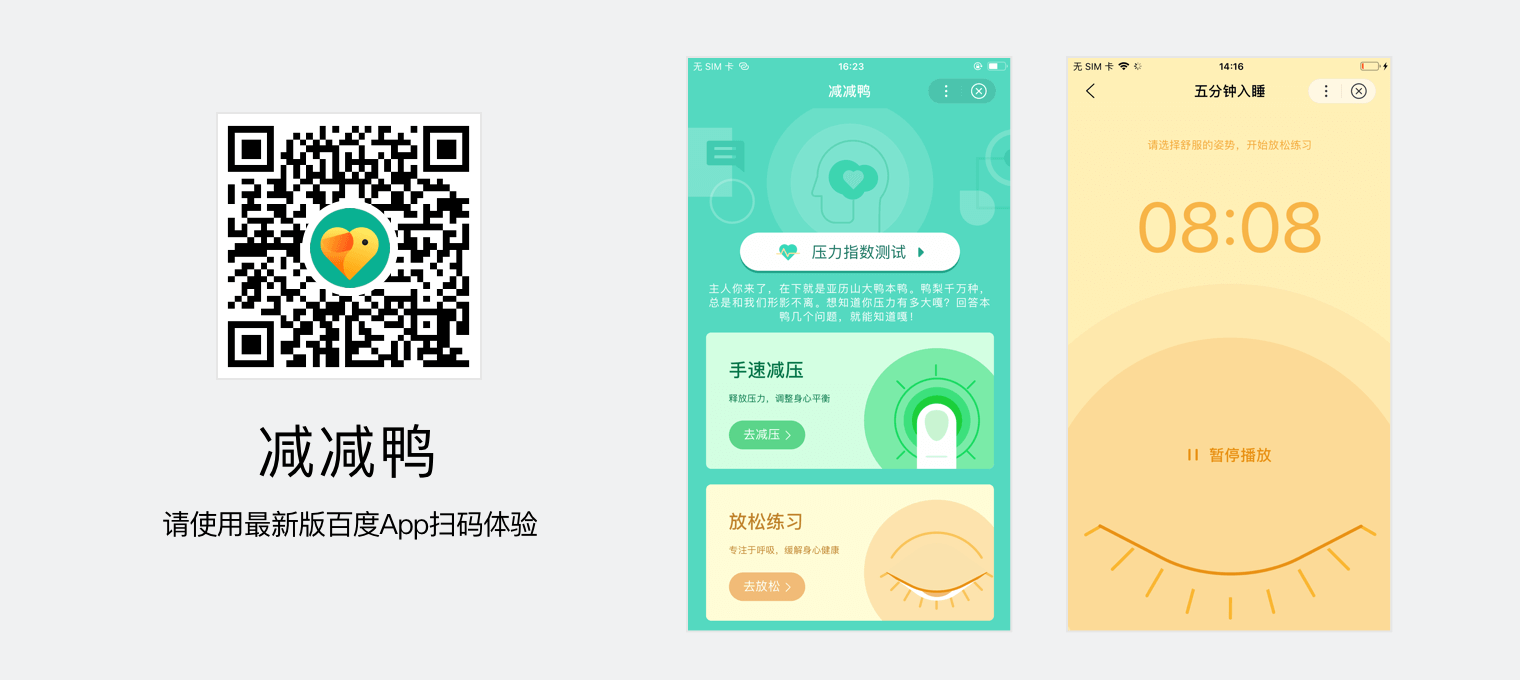 减减鸭
请使用最新版百度App扫码体验
无 SIM 卡
16:23
减减鸭
压力指数测试
主人你来了，在下就是亚历山大鸭本鸭。鸭梨千万种，
总是和我们形影不离。想知道你压力有多大嘎？回答本
鸭几个问题，就能知道嘎！
手速减压
释放压力，调整身心平衡
去减压
放松练习
专注于呼吸，缓解身心健康
去放松
无 SIM 卡
14:16
五分钟入睡
请选择舒服的姿势，开始放松练习
08:08
暂停播放